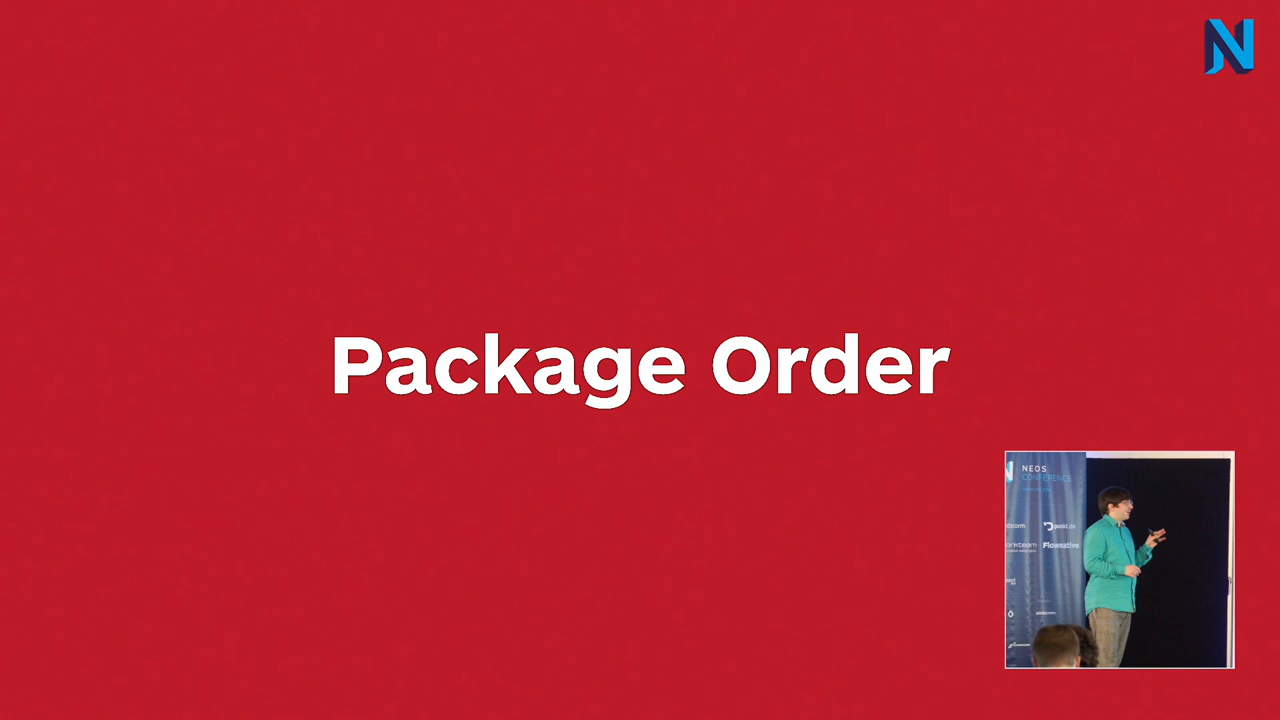 Package Order
NEOS
CONFERENCE
punkt.de
Flownative